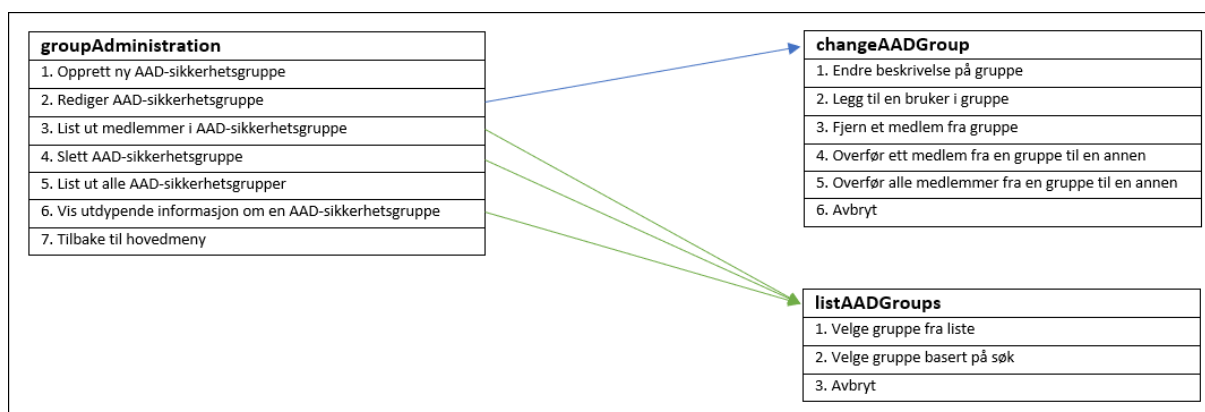 groupAdministration
1. Opprett ny AAD-sikkerhetsgruppe
2. Rediger AAD-sikkerhetsgruppe
3. List ut medlemmer i AAD-sikkerhetsgruppe
4. Slett AAD-sikkerhetsgruppe
5. List ut alle AAD-sikkerhetsgrupper
6. Vis utdypende informasjon om en AAD-sikkerhetsgruppe
7. Tilbake til hovedmeny
changeAADGroup
1. Endre beskrivelse på gruppe
2. Legg til en bruker i gruppe
3. Fjern et medlem fra gruppe
4. Overfør ett medlem fra en gruppe til en annen
5. Overfør alle medlemmer fra en gruppe til en annen
6. Avbryt
listAADGroups
1. Velge gruppe fra liste
2. Velge gruppe basert på søk
3. Avbryt